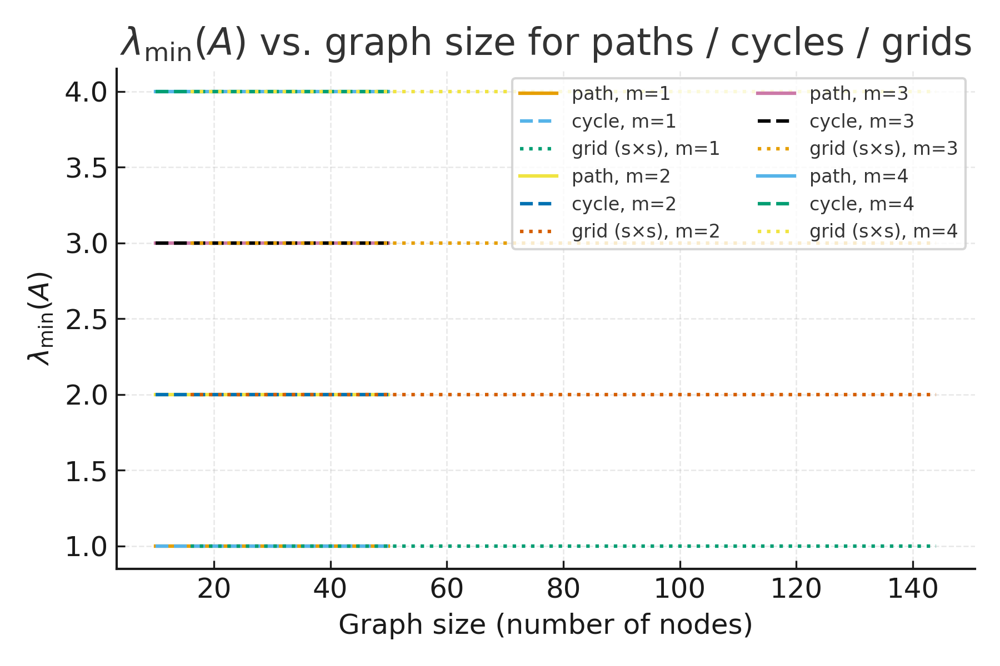 λmin(A) vs. graph size for paths / cycles / grids
4.0
3.5
3.0
2.5
2.0
1.5
1.0
λmin(A)
path, m=1
cycle, m=1
grid (s×s), m=1
path, m=2
cycle, m=2
grid (s×s), m=2
path, m=3
cycle, m=3
grid (s×s), m=3
path, m=4
cycle, m=4
grid (s×s), m=4
20 40 60 80 100 120 140
Graph size (number of nodes)